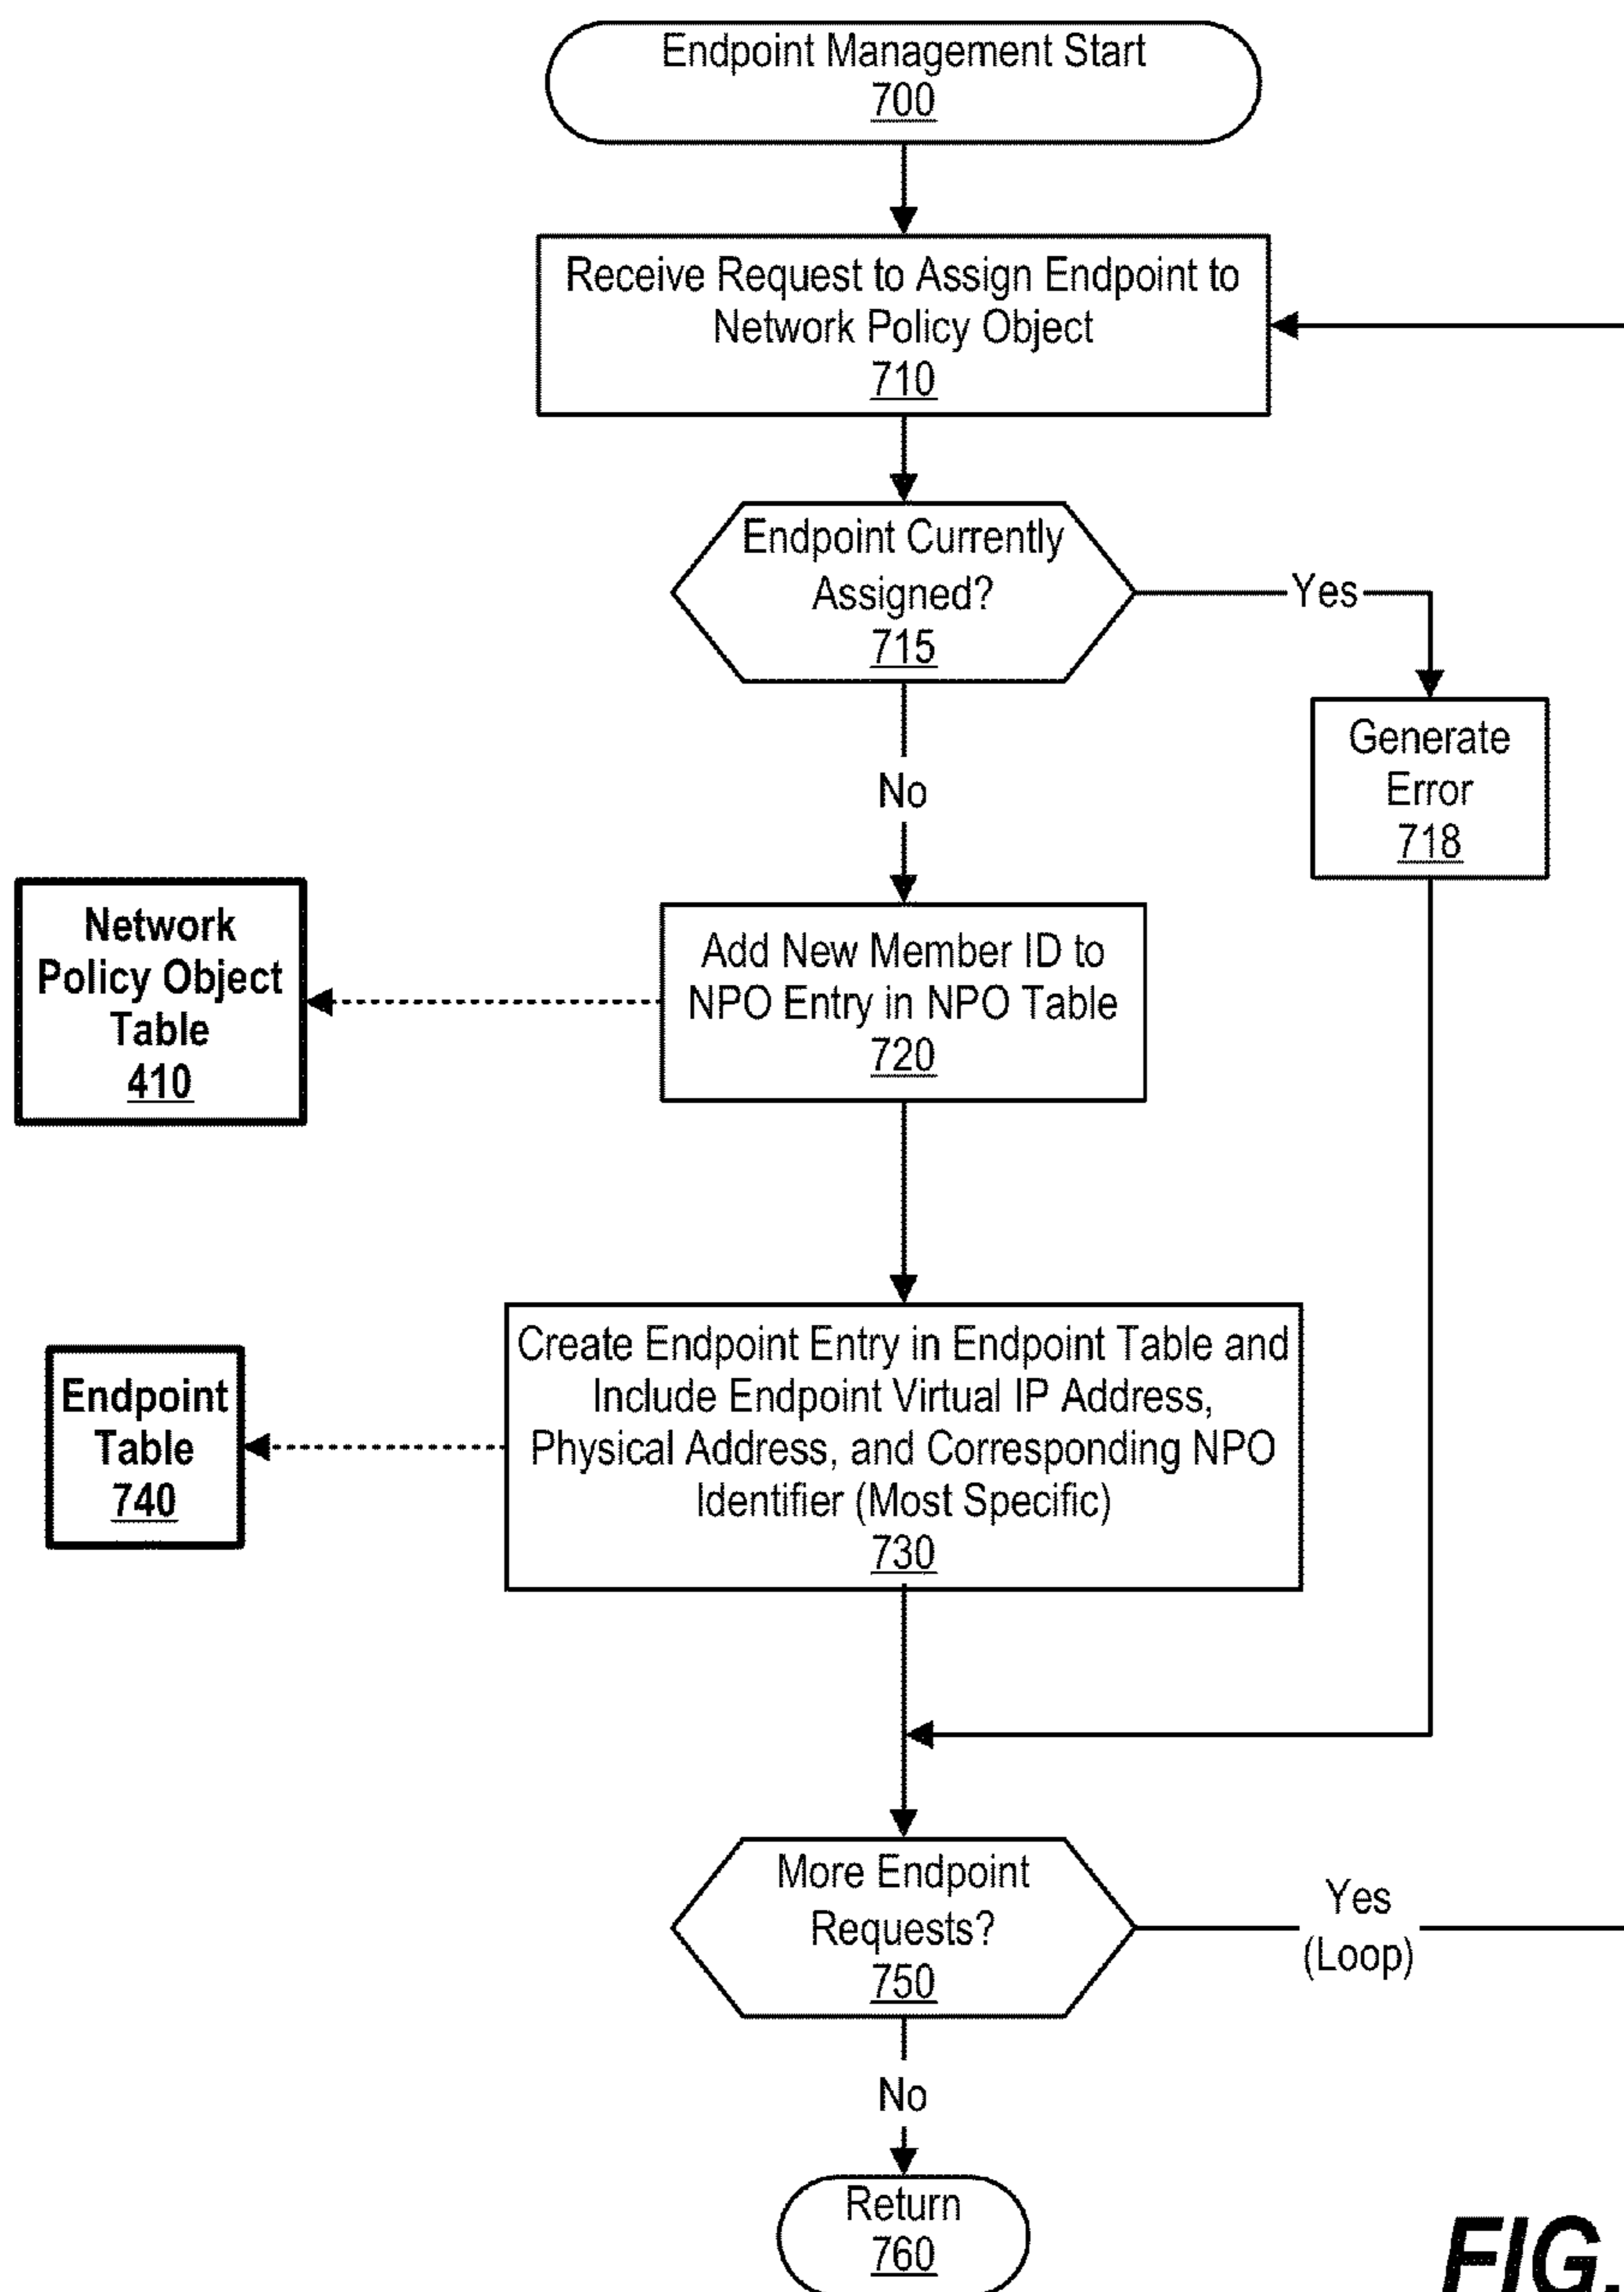 Endpoint Management Start
700
Receive Request to Assign Endpoint to
Network Policy Object
710
Endpoint Currently
Assigned?
715
Yes
Generate
Error
718
No
Network
Policy Object
Table
410
Add New Member ID to
NPO Entry in NPO Table
720
Endpoint
Table
740
Create Endpoint Entry in Endpoint Table and
Include Endpoint Virtual IP Address,
Physical Address, and Corresponding NPO
Identifier (Most Specific)
730
More Endpoint
Requests?
750
Yes
(Loop)
No
Return
760
FIG.